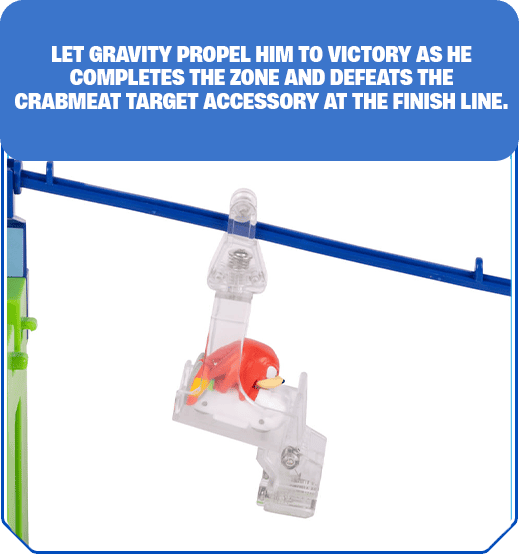 LET GRAVITY PROPEL HIM TO VICTORY AS HE
COMPLETES THE ZONE AND DEFEATS THE
CRABMEAT TARGET ACCESSORY AT THE FINISH LINE.